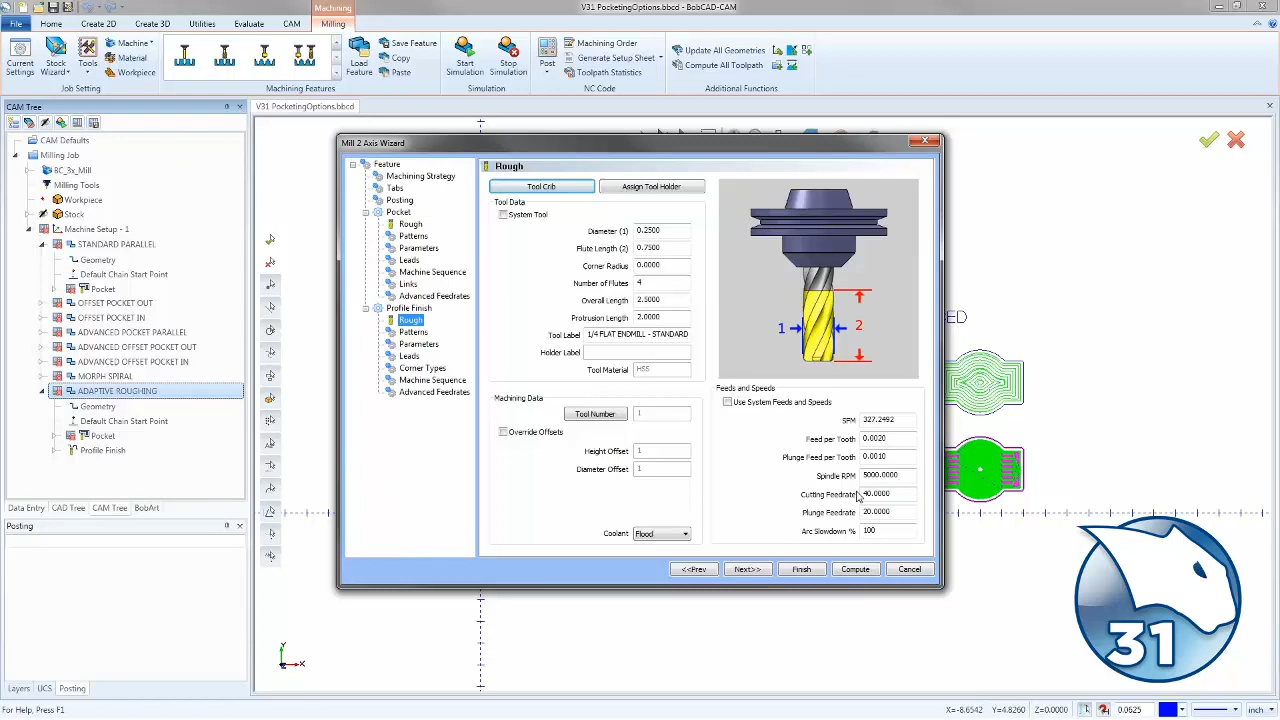 Machining
V31 PocketingOptions.bbcd - BobCAD-CAM
File Home Create 2D Create 3D Utilities Evaluate CAM Milling
Current Settings
Stock Wizard
Tools
Machine
Material
Workpiece
Job Setting
Machining Features
Load Feature
Save Feature
Copy
Paste
Start Simulation
Stop Simulation
Simulation
Post
Machining Order
Generate Setup Sheet
Toolpath Statistics
NC Code
Update All Geometries
Compute All Toolpath
Additional Functions
CAM Tree
V31 PocketingOptions.bbcd
CAM Defaults
Milling Job
BC_3x_Mill
Milling Tools
Workpiece
Stock
Machine Setup - 1
STANDARD PARALLEL
Geometry
Default Chain Start Point
Pocket
OFFSET POCKET OUT
OFFSET POCKET IN
ADVANCED POCKET PARALLEL
ADVANCED OFFSET POCKET OUT
ADVANCED OFFSET POCKET IN
MORPH SPIRAL
ADAPTIVE ROUGHING
Geometry
Default Chain Start Point
Pocket
Profile Finish
Data Entry CAD Tree CAM Tree BobArt
Posting
Layers UCS Posting
Mill 2 Axis Wizard
Feature
Machining Strategy
Tabs
Posting
Pocket
Rough
Patterns
Parameters
Leads
Machine Sequence
Links
Advanced Feedrates
Profile Finish
Rough
Patterns
Parameters
Leads
Corner Types
Machine Sequence
Advanced Feedrates
Rough
Tool Crib
Assign Tool Holder
Tool Data
System Tool
Diameter (1) 0.2500
Flute Length (2) 0.7500
Corner Radius 0.0000
Number of Flutes 4
Overall Length 2.5000
Protrusion Length 2.0000
Tool Label 1/4 FLAT ENDMILL - STANDARD
Holder Label
Tool Material HSS
Machining Data
Tool Number 1
Override Offsets
Height Offset 1
Diameter Offset 1
Coolant Flood
1
2
Feeds and Speeds
Use System Feeds and Speeds
SFM 327.2492
Feed per Tooth 0.0020
Plunge Feed per Tooth 0.0010
Spindle RPM 5000.0000
Cutting Feedrate 40.0000
Plunge Feedrate 20.0000
Arc Slowdown % 100
<<Prev Next>> Finish Compute Cancel
ED
Y
X
31
For Help, Press F1
X=-8.6542 Y=4.8260 Z=0.0000
0.0625
inch